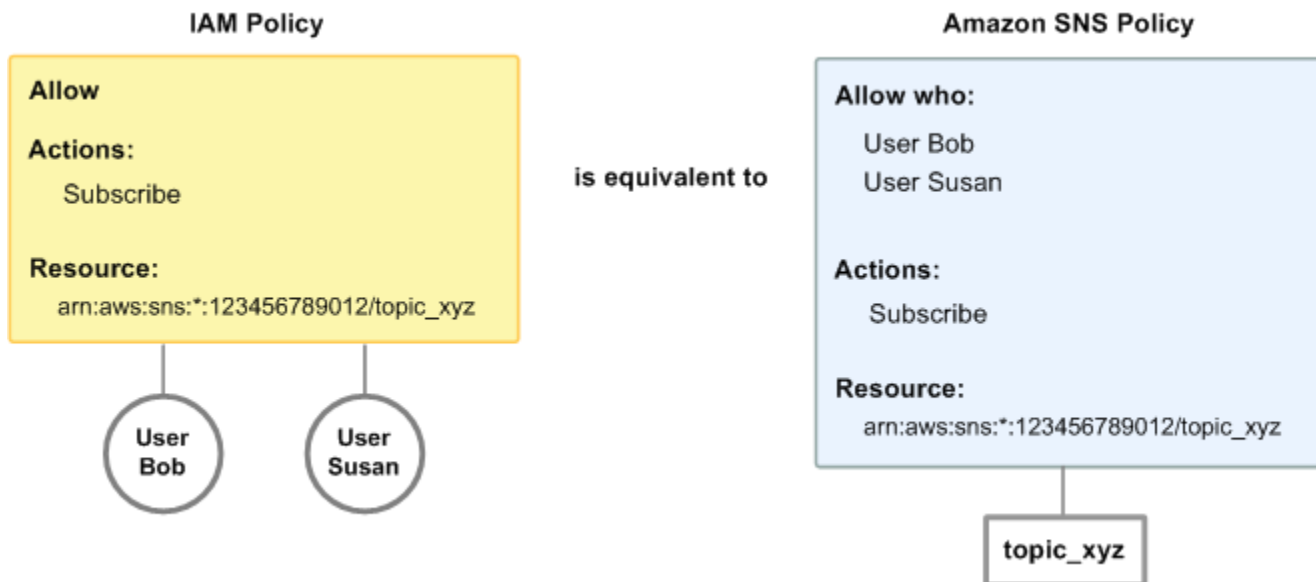 IAM Policy
Allow
Actions:
Subscribe
Resource:
arn:aws:sns:*:123456789012/topic_xyz
User
Bob
User
Susan
is equivalent to
Amazon SNS Policy
Allow who:
User Bob
User Susan
Actions:
Subscribe
Resource:
arn:aws:sns:*:123456789012/topic_xyz
topic_xyz